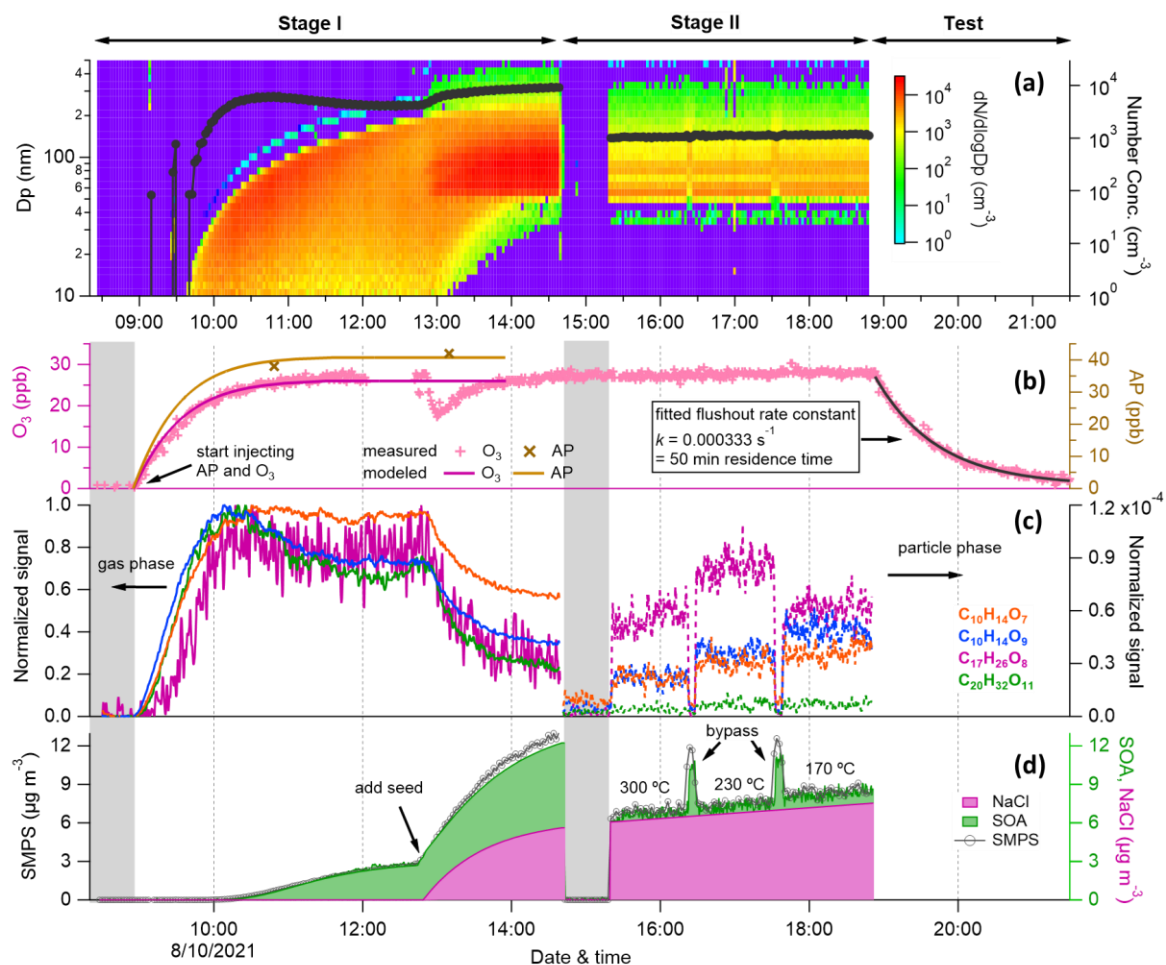 Stage I
Stage II
Test
(a)
Dp (nm)
4
2
100
8
6
4
2
10
10⁴
10³
10²
10¹
10⁰
dN/dlogDp (cm⁻³)
10⁴
10³
10²
10¹
10⁰
Number Conc. (cm⁻³)
09:00 10:00 11:00 12:00 13:00 14:00 15:00 16:00 17:00 18:00 19:00 20:00 21:00
(b)
O₃ (ppb)
30
20
10
0
start injecting
AP and O₃
measured + O₃ × AP
modeled O₃ AP
fitted flushout rate constant
k = 0.000333 s⁻¹
= 50 min residence time
40
30
20
10
0
AP (ppb)
(c)
Normalized signal
1.0
0.8
0.6
0.4
0.2
0.0
gas phase
particle phase
C₁₀H₁₄O₇
C₁₀H₁₄O₉
C₁₇H₂₆O₈
C₂₀H₃₂O₁₁
1.2 x10⁻⁴
0.9
0.6
0.3
0.0
Normalized signal
(d)
SMPS (µg m⁻³)
12
9
6
3
0
add seed
bypass
300 ºC
230 ºC
170 ºC
NaCl
SOA
SMPS
12
9
6
3
0
SOA, NaCl (µg m⁻³)
10:00 12:00 14:00 16:00 18:00 20:00
8/10/2021
Date & time